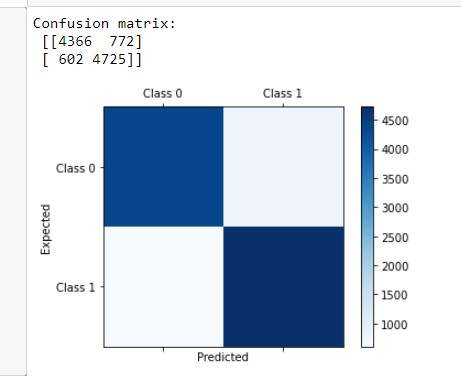 Confusion matrix:
[[4366 772]
[ 602 4725]]
Class 0 Class 1
Class 0
Class 1
Expected
Predicted
4500
4000
3500
3000
2500
2000
1500
1000